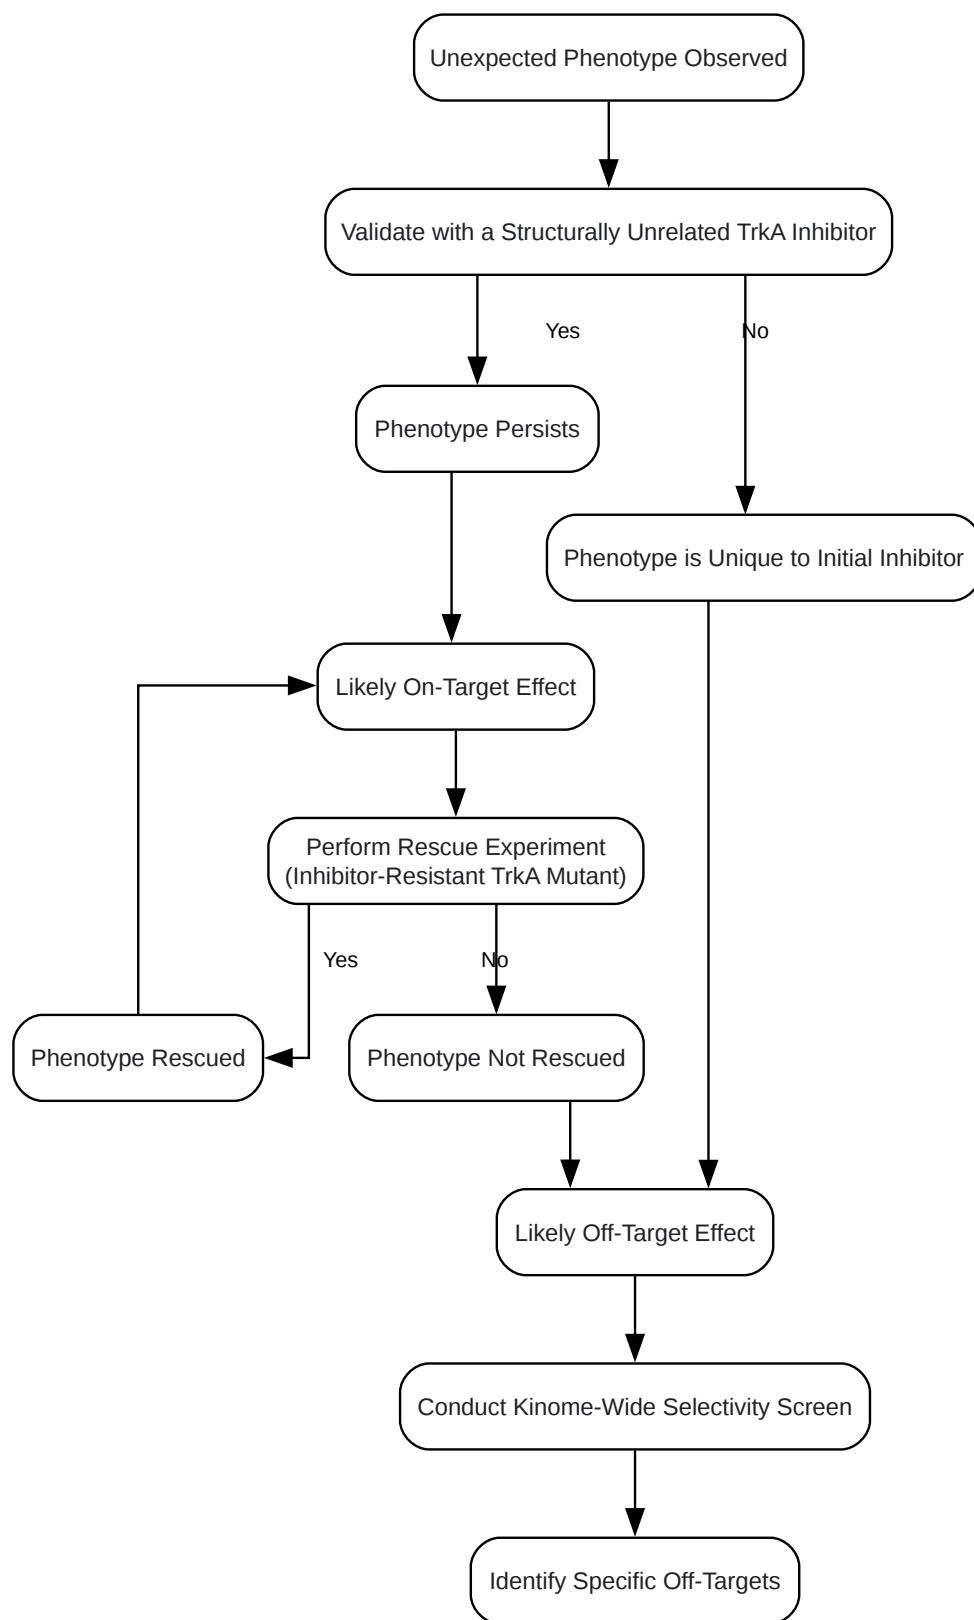 Unexpected Phenotype Observed
Validate with a Structurally Unrelated TrkA Inhibitor
Yes
No
Phenotype Persists
Phenotype is Unique to Initial Inhibitor
Likely On-Target Effect
Perform Rescue Experiment
(Inhibitor-Resistant TrkA Mutant)
Yes
No
Phenotype Rescued
Phenotype Not Rescued
Likely Off-Target Effect
Conduct Kinome-Wide Selectivity Screen
Identify Specific Off-Targets